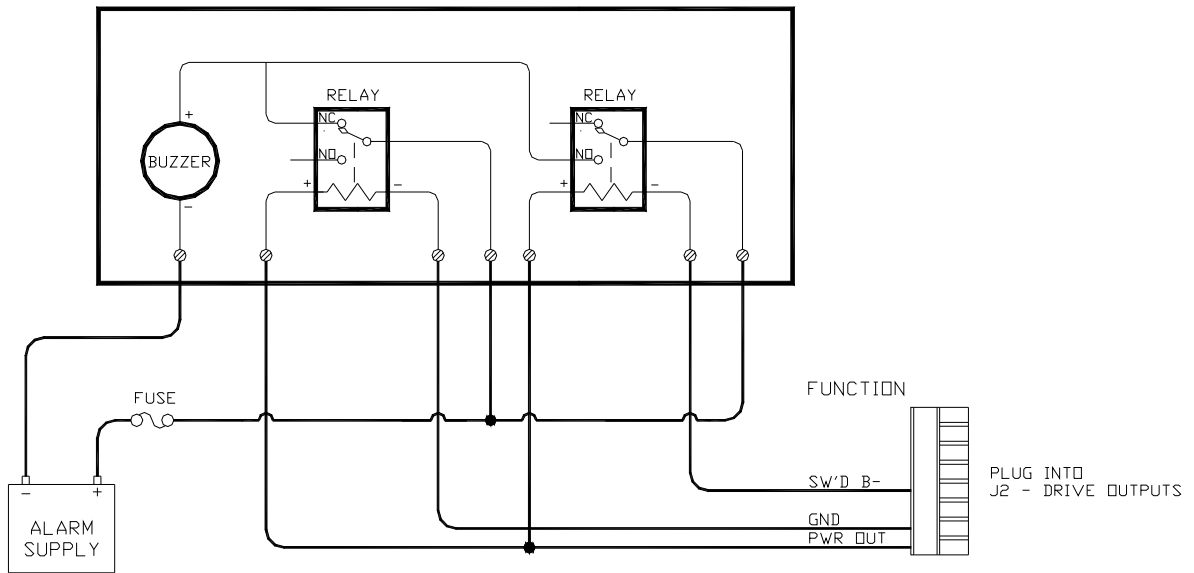 RELAY
RELAY
+
NC
NC
BUZZER
NO
NO
+
−
+
−
−
FUNCTION
FUSE
PLUG INTO
SW'D B-
J2 - DRIVE OUTPUTS
− +
GND
ALARM
PWR OUT
SUPPLY